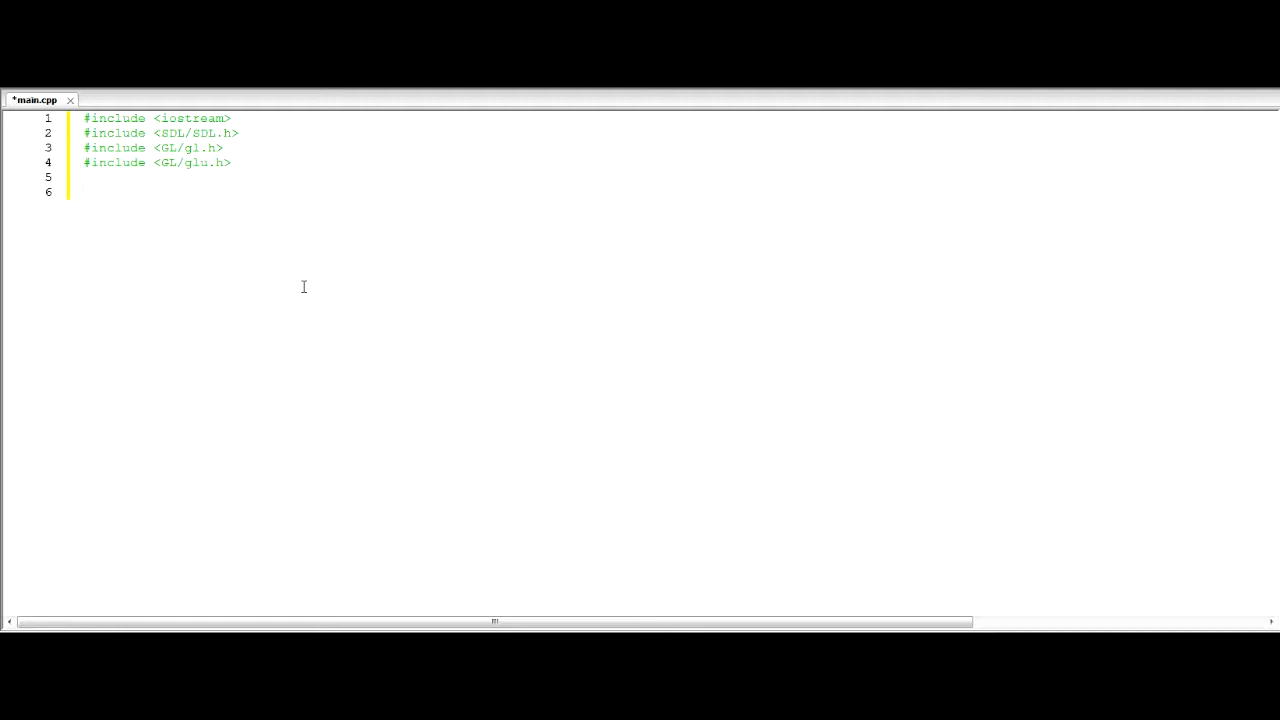 *main.cpp
1 #include <iostream>
2 #include <SDL/SDL.h>
3 #include <GL/gl.h>
4 #include <GL/glu.h>
5
6